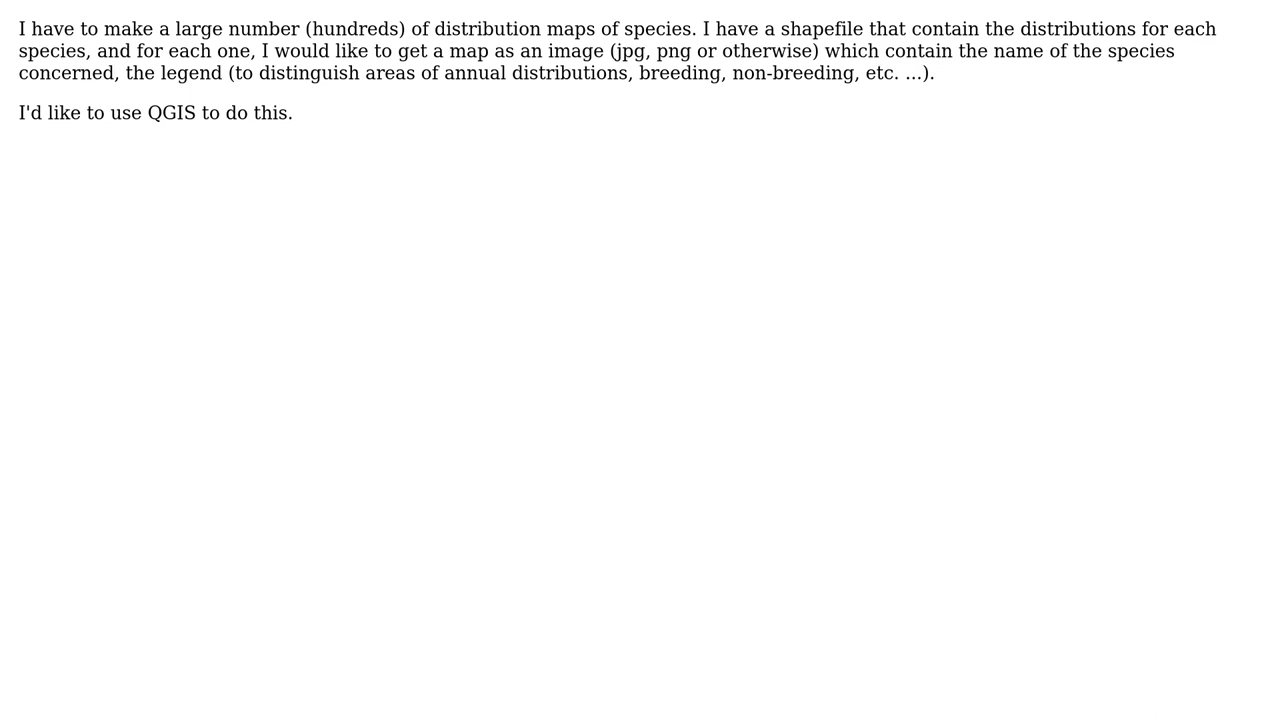 I have to make a large number (hundreds) of distribution maps of species. I have a shapefile that contain the distributions for each
species, and for each one, I would like to get a map as an image (jpg, png or otherwise) which contain the name of the species
concerned, the legend (to distinguish areas of annual distributions, breeding, non-breeding, etc. ...).
I'd like to use QGIS to do this.